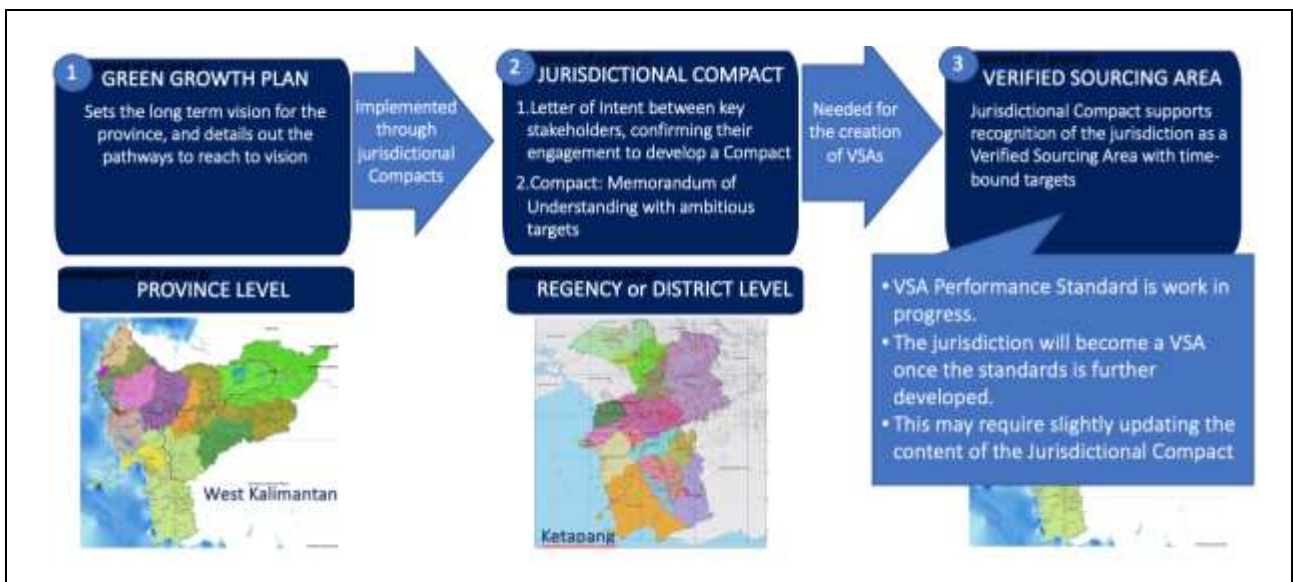 1
GREEN GROWTH PLAN
Sets the long term vision for the
province, and details out the
pathways to reach to vision
Implemented
through
jurisdictional
Compacts
2
JURISDICTIONAL COMPACT
1.Letter of Intent between key
stakeholders, confirming their
engagement to develop a Compact
2.Compact: Memorandum of
Understanding with ambitious
targets
Needed for
the creation
of VSAs
3
VERIFIED SOURCING AREA
Jurisdictional Compact supports
recognition of the jurisdiction as a
Verified Sourcing Area with time-
bound targets
PROVINCE LEVEL
West Kalimantan
REGENCY or DISTRICT LEVEL
Ketapang
• VSA Performance Standard is work in
progress.
• The jurisdiction will become a VSA
once the standards is further
developed.
• This may require slightly updating the
content of the Jurisdictional Compact